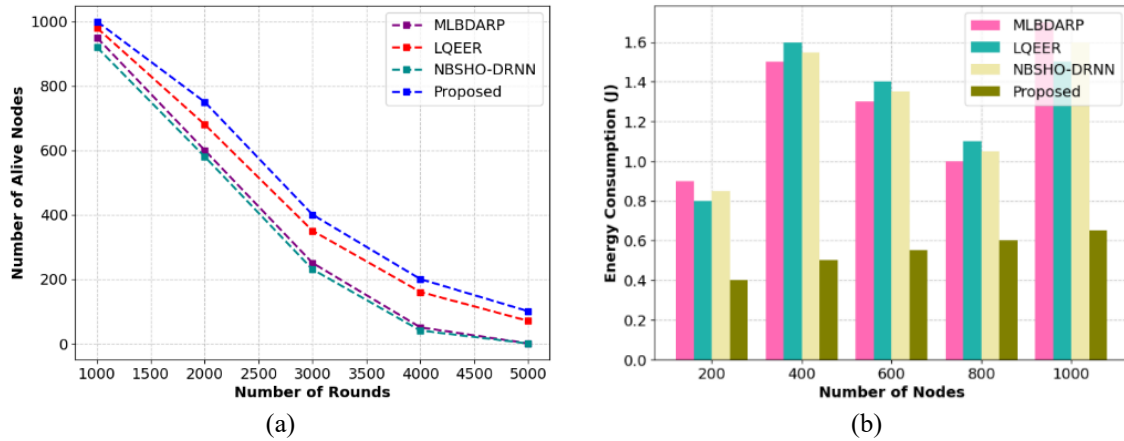 1000
800
600
400
200
0
Number of Alive Nodes
1000 1500 2000 2500 3000 3500 4000 4500 5000
Number of Rounds
MLBDARP
LQEER
NBSHO-DRNN
Proposed
(a)
1.6
1.4
1.2
1.0
0.8
0.6
0.4
0.2
0.0
Energy Consumption (J)
200 400 600 800 1000
Number of Nodes
MLBDARP
LQEER
NBSHO-DRNN
Proposed
(b)